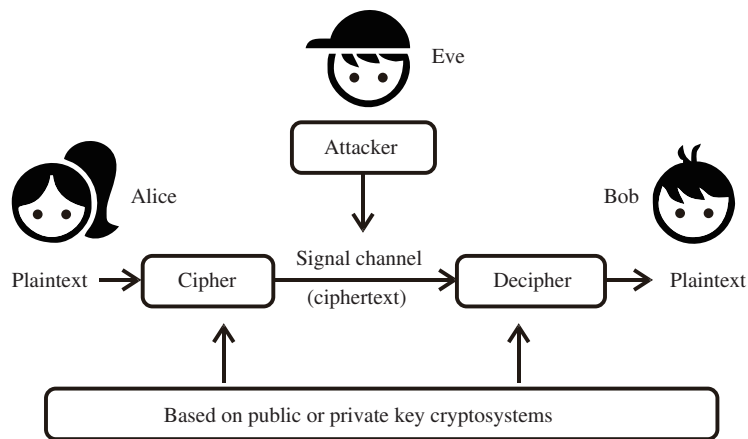 Eve
Attacker
Alice
Bob
Signal channel
Plaintext
Cipher
(ciphertext)
Decipher
Plaintext
Based on public or private key cryptosystems